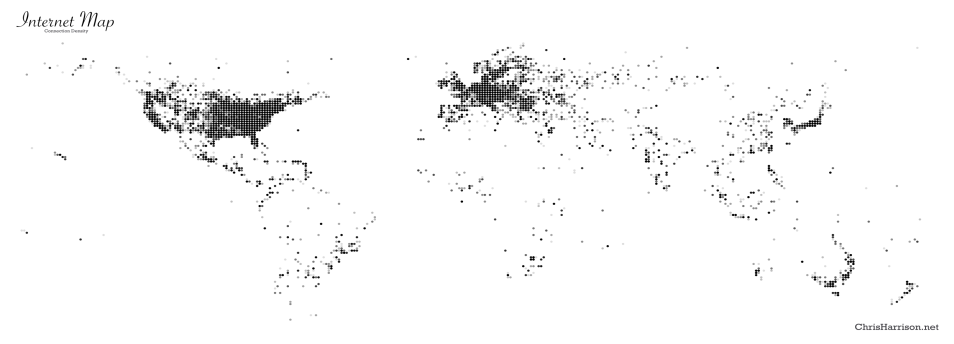 Internet Map
Connection Density
ChrisHarrison.net